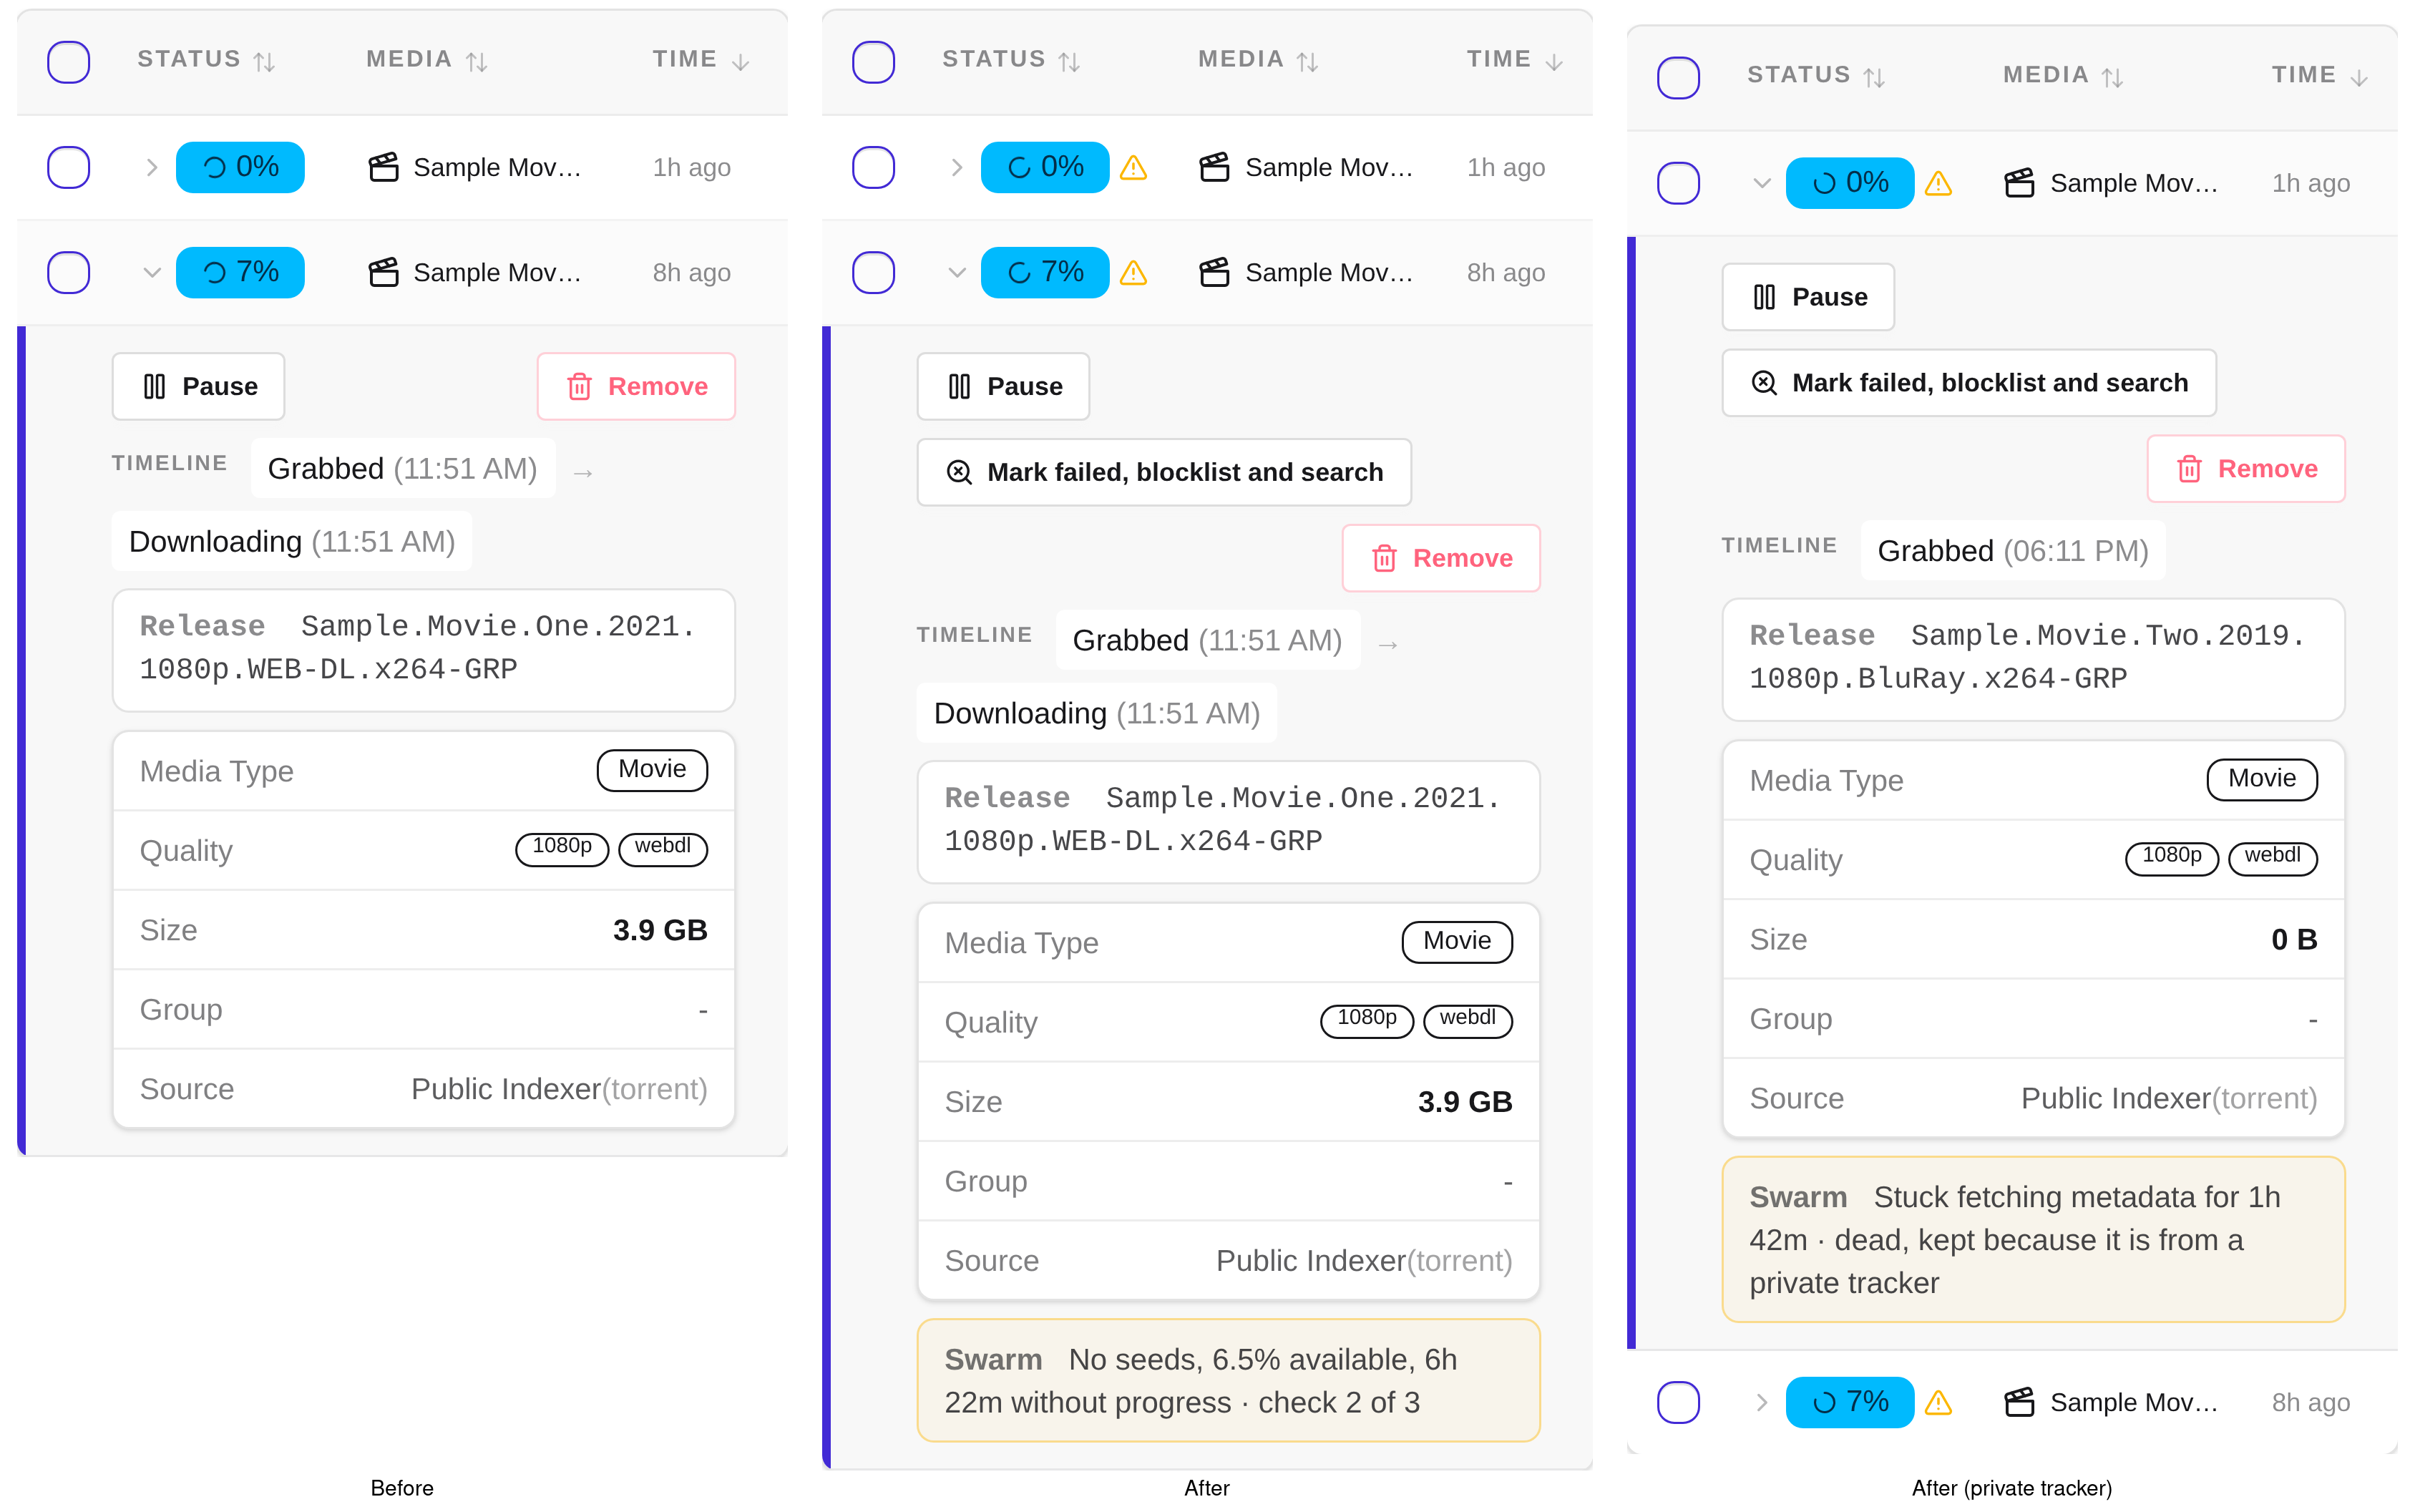 STATUS MEDIA TIME
0% Sample Mov... 1h ago
7% Sample Mov... 8h ago
Pause Remove
TIMELINE Grabbed (11:51 AM) →
Downloading (11:51 AM)
Release Sample.Movie.One.2021.
1080p.WEB-DL.x264-GRP
Media Type Movie
Quality 1080p webdl
Size 3.9 GB
Group -
Source Public Indexer(torrent)
Before
STATUS MEDIA TIME
0% Sample Mov... 1h ago
7% Sample Mov... 8h ago
Pause
Mark failed, blocklist and search
Remove
TIMELINE Grabbed (11:51 AM) →
Downloading (11:51 AM)
Release Sample.Movie.One.2021.
1080p.WEB-DL.x264-GRP
Media Type Movie
Quality 1080p webdl
Size 3.9 GB
Group -
Source Public Indexer(torrent)
Swarm No seeds, 6.5% available, 6h
22m without progress · check 2 of 3
After
STATUS MEDIA TIME
0% Sample Mov... 1h ago
Pause
Mark failed, blocklist and search
Remove
TIMELINE Grabbed (06:11 PM)
Release Sample.Movie.Two.2019.
1080p.BluRay.x264-GRP
Media Type Movie
Quality 1080p webdl
Size 0 B
Group -
Source Public Indexer(torrent)
Swarm Stuck fetching metadata for 1h
42m · dead, kept because it is from a
private tracker
7% Sample Mov... 8h ago
After (private tracker)